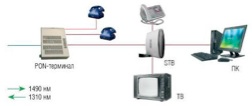 PON-терминал
STB
ПК
ТВ
1490 нм
1310 нм